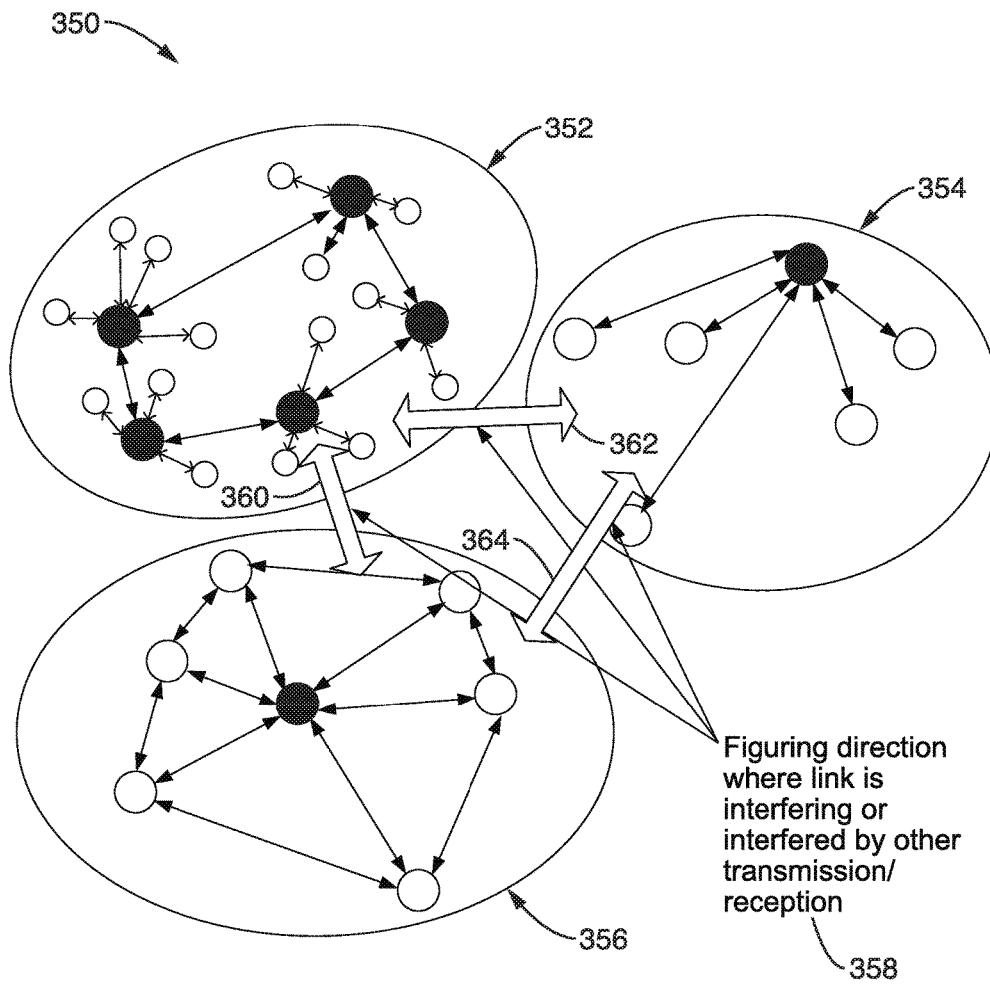 350
352
354
362
360
364
Figuring direction
where link is
interfering or
interfered by other
transmission/
reception
356
358